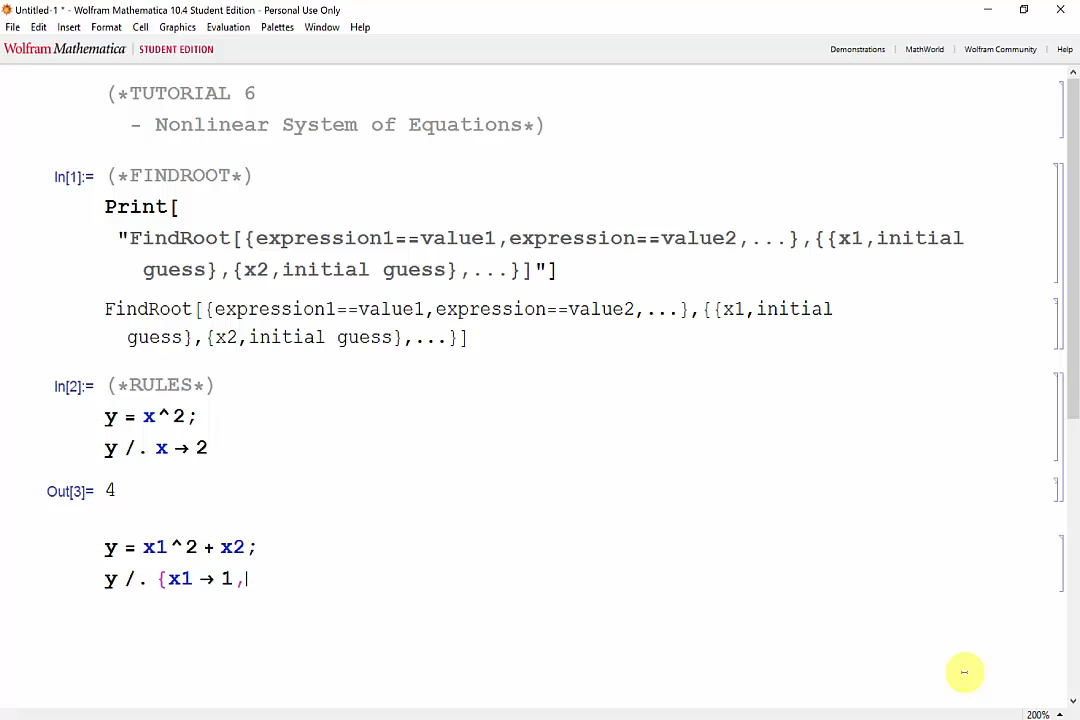 Untitled-1 * - Wolfram Mathematica 10.4 Student Edition - Personal Use Only
File Edit Insert Format Cell Graphics Evaluation Palettes Window Help
Wolfram Mathematica | STUDENT EDITION Demonstrations | MathWorld | Wolfram Community | Help
(*TUTORIAL 6
- Nonlinear System of Equations*)
In[1]:= (*FINDROOT*)
Print[
"FindRoot[{expression1==value1,expression==value2,...},{{x1,initial
guess},{x2,initial guess},...}]"]
FindRoot[{expression1==value1,expression==value2,...},{{x1,initial
guess},{x2,initial guess},...}]
In[2]:= (*RULES*)
y = x^2;
y /. x → 2
Out[3]= 4
y = x1^2 + x2;
y /. {x1 → 1,
200%